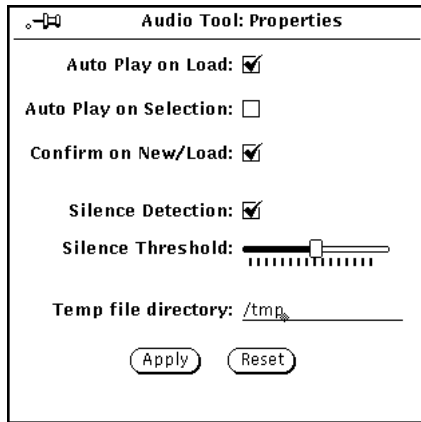 Audio Tool: Properties
Auto Play on Load:
Auto Play on Selection:
Confirm on New/Load:
Silence Detection:
Silence Threshold:
Temp file directory: /tmp
Apply Reset